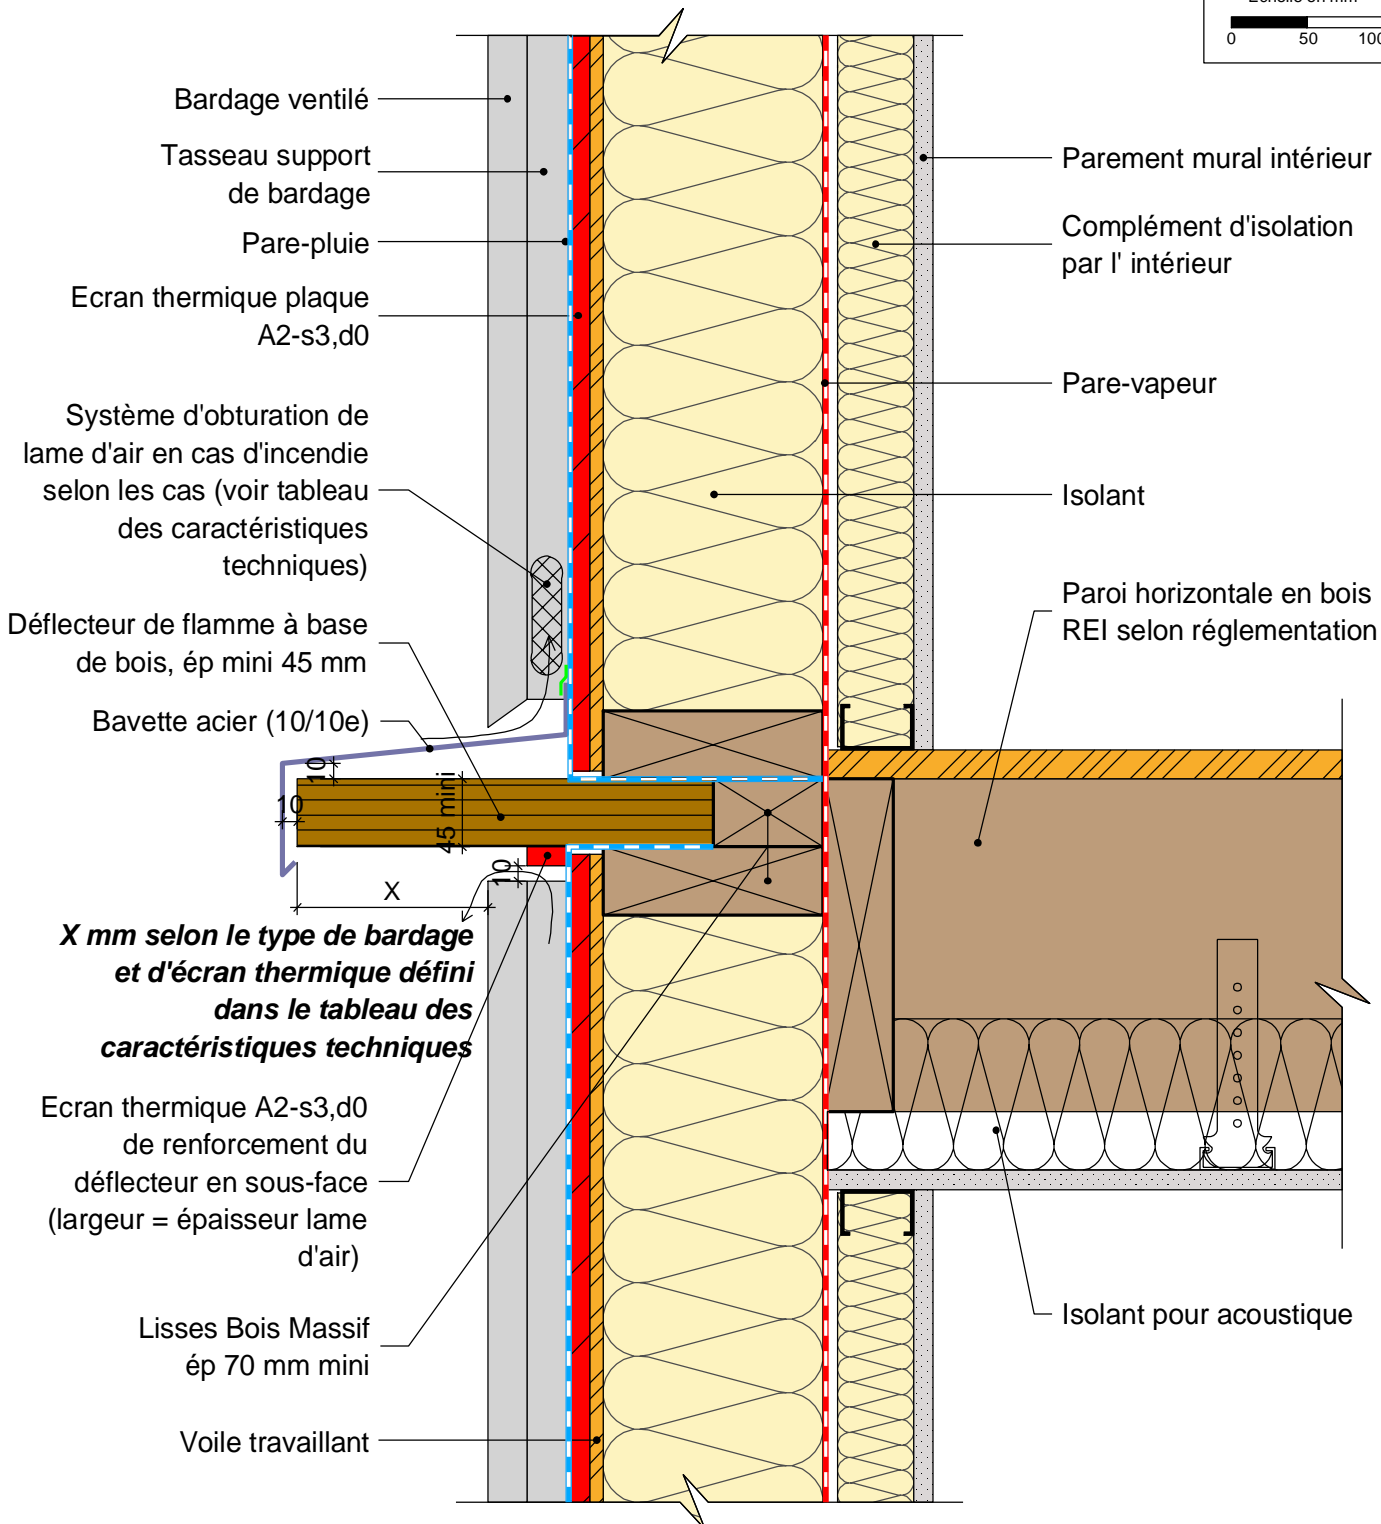 Echelle en mm
0 50 100
Bardage ventilé
Tasseau support
de bardage
Pare-pluie
Ecran thermique plaque
A2-s3,d0
Système d'obturation de
lame d'air en cas d'incendie
selon les cas (voir tableau
des caractéristiques
techniques)
Déflecteur de flamme à base
de bois, ép mini 45 mm
Bavette acier (10/10e)
10
10
45 mini
10
X
X mm selon le type de bardage
et d'écran thermique défini
dans le tableau des
caractéristiques techniques
Ecran thermique A2-s3,d0
de renforcement du
déflecteur en sous-face
(largeur = épaisseur lame
d'air)
Lisses Bois Massif
ép 70 mm mini
Voile travaillant
Parement mural intérieur
Complément d'isolation
par l' intérieur
Pare-vapeur
Isolant
Paroi horizontale en bois
REI selon réglementation
Isolant pour acoustique